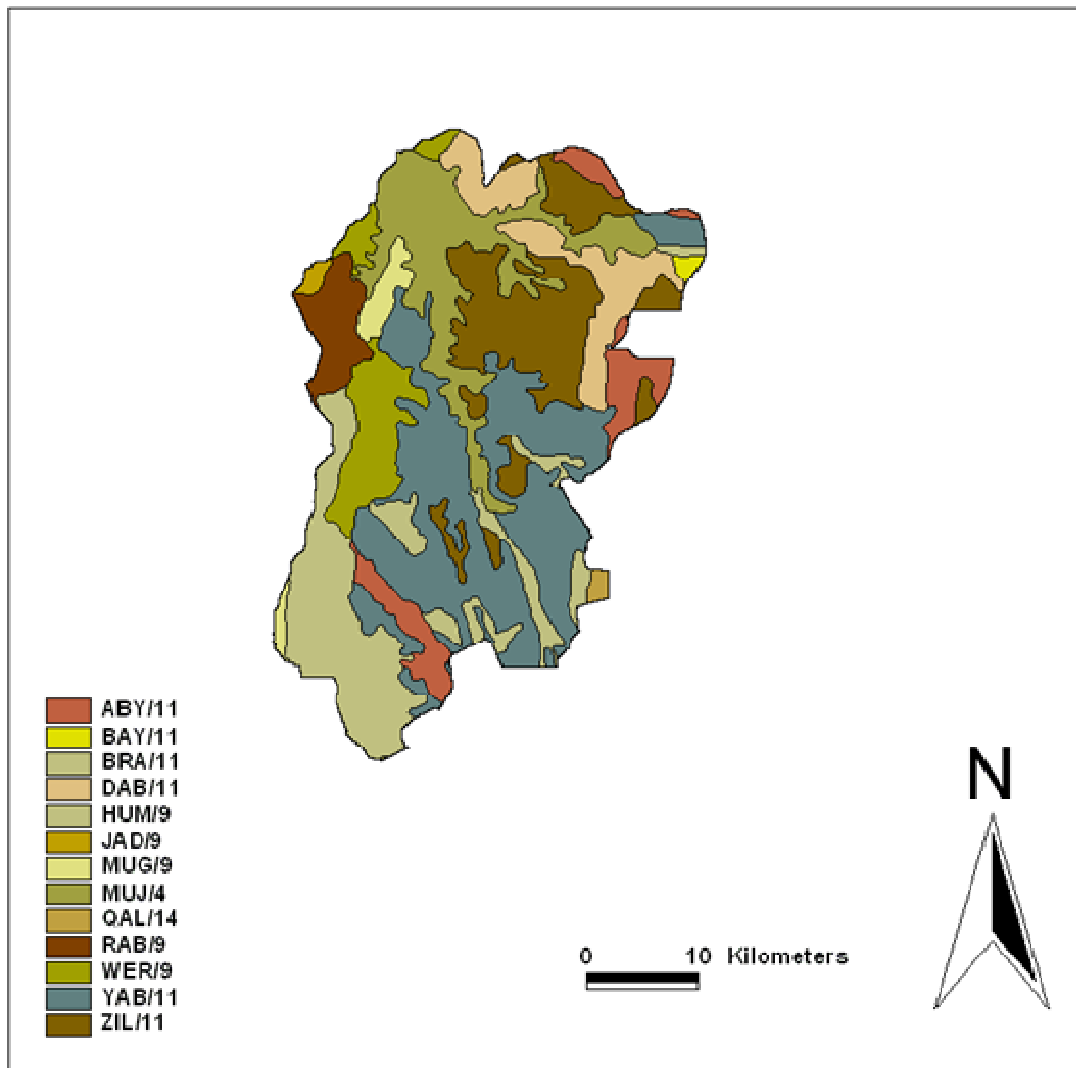 ABY/11
BAY/11
BRA/11
DAB/11
HUM/9
JAD/9
MUG/9
MUJ/4
QAL/14
RAB/9
WER/9
YAB/11
ZIL/11
N
0 10 Kilometers